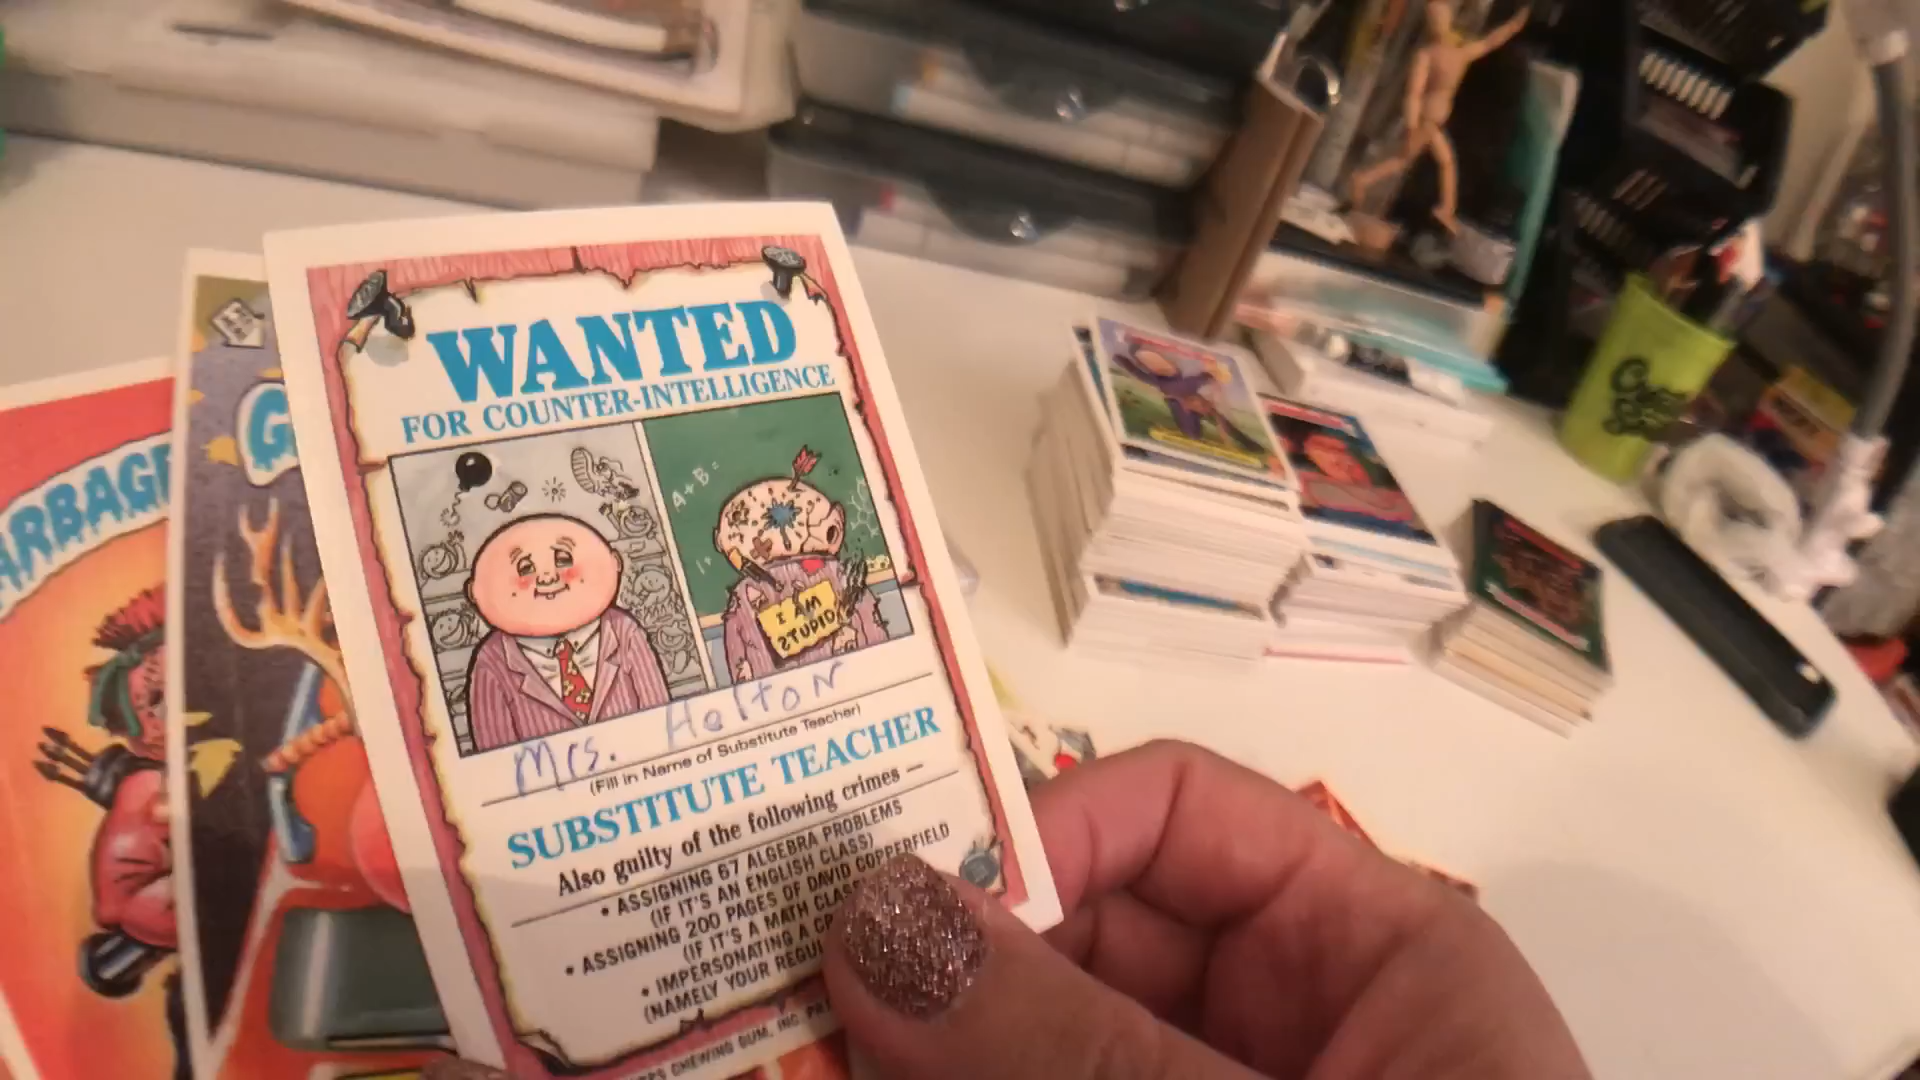 WANTED
FOR COUNTER-INTELLIGENCE
A+B=
I AM
STUPID
Mrs. Helton
(Fill in Name of Substitute Teacher)
SUBSTITUTE TEACHER
Also guilty of the following crimes —
• ASSIGNING 67 ALGEBRA PROBLEMS
(IF IT'S AN ENGLISH CLASS)
• ASSIGNING 200 PAGES OF DAVID COPPERFIELD
(IF IT'S A MATH CLASS
• IMPERSONATING A
(NAMELY YOUR
CHEWING GUM, INC.
ARBAGE
G